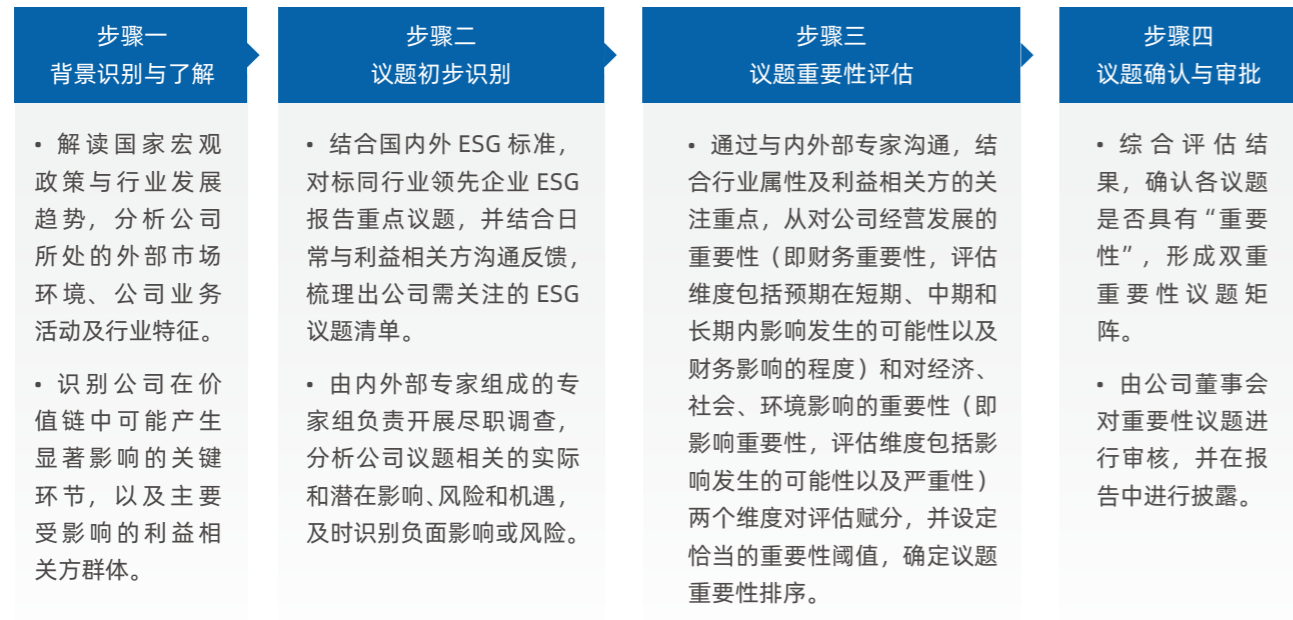 步骤一
背景识别与了解
• 解读国家宏观
政策与行业发展
趋势，分析公司
所处的外部市场
环境、公司业务
活动及行业特征。
• 识别公司在价
值链中可能产生
显著影响的关键
环节，以及主要
受影响的利益相
关方群体。
步骤二
议题初步识别
• 结合国内外 ESG 标准，
对标同行业领先企业 ESG
报告重点议题，并结合日
常与利益相关方沟通反馈，
梳理出公司需关注的 ESG
议题清单。
• 由内外部专家组成的专
家组负责开展尽职调查，
分析公司议题相关的实际
和潜在影响、风险和机遇，
及时识别负面影响或风险。
步骤三
议题重要性评估
• 通过与内外部专家沟通，结
合行业属性及利益相关方的关
注重点，从对公司经营发展的
重要性（即财务重要性，评估
维度包括预期在短期、中期和
长期内影响发生的可能性以及
财务影响的程度）和对经济、
社会、环境影响的重要性（即
影响重要性，评估维度包括影
响发生的可能性以及严重性）
两个维度对评估赋分，并设定
恰当的重要性阈值，确定议题
重要性排序。
步骤四
议题确认与审批
• 综合评估结
果，确认各议题
是否具有“重要
性”，形成双重
重要性议题矩
阵。
• 由公司董事会
对重要性议题进
行审核，并在报
告中进行披露。